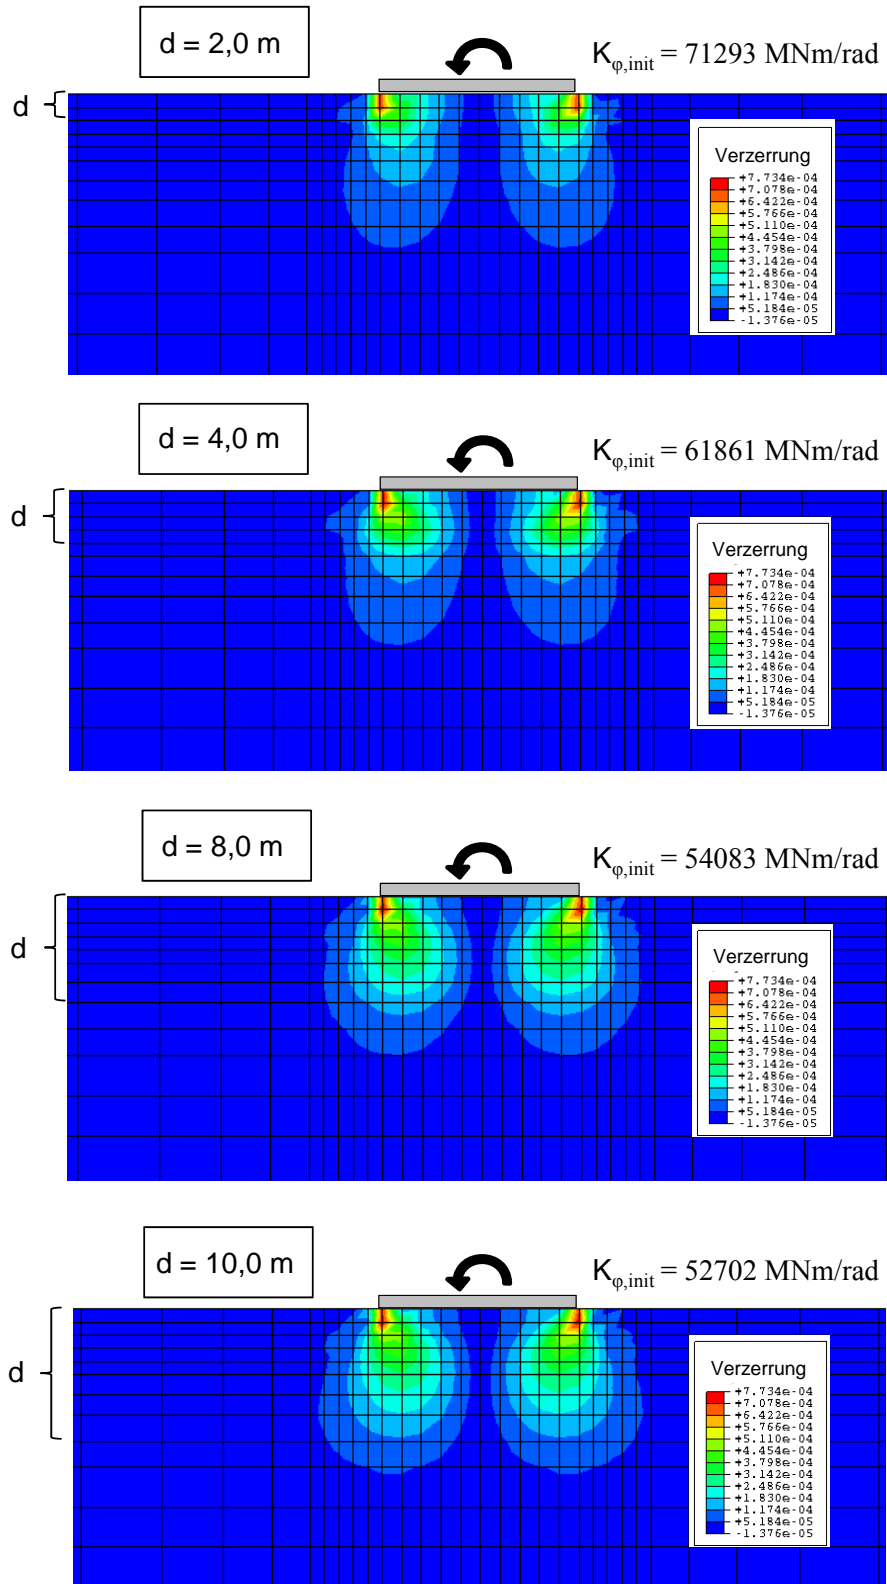 d = 2,0 m
Kφ,init = 71293 MNm/rad
d
Verzerrung
+7.734e-04
+7.078e-04
+6.422e-04
+5.766e-04
+5.110e-04
+4.454e-04
+3.798e-04
+3.142e-04
+2.486e-04
+1.830e-04
+1.174e-04
+5.184e-05
-1.376e-05
d = 4,0 m
Kφ,init = 61861 MNm/rad
d
Verzerrung
+7.734e-04
+7.078e-04
+6.422e-04
+5.766e-04
+5.110e-04
+4.454e-04
+3.798e-04
+3.142e-04
+2.486e-04
+1.830e-04
+1.174e-04
+5.184e-05
-1.376e-05
d = 8,0 m
Kφ,init = 54083 MNm/rad
d
Verzerrung
+7.734e-04
+7.078e-04
+6.422e-04
+5.766e-04
+5.110e-04
+4.454e-04
+3.798e-04
+3.142e-04
+2.486e-04
+1.830e-04
+1.174e-04
+5.184e-05
-1.376e-05
d = 10,0 m
Kφ,init = 52702 MNm/rad
d
Verzerrung
+7.734e-04
+7.078e-04
+6.422e-04
+5.766e-04
+5.110e-04
+4.454e-04
+3.798e-04
+3.142e-04
+2.486e-04
+1.830e-04
+1.174e-04
+5.184e-05
-1.376e-05